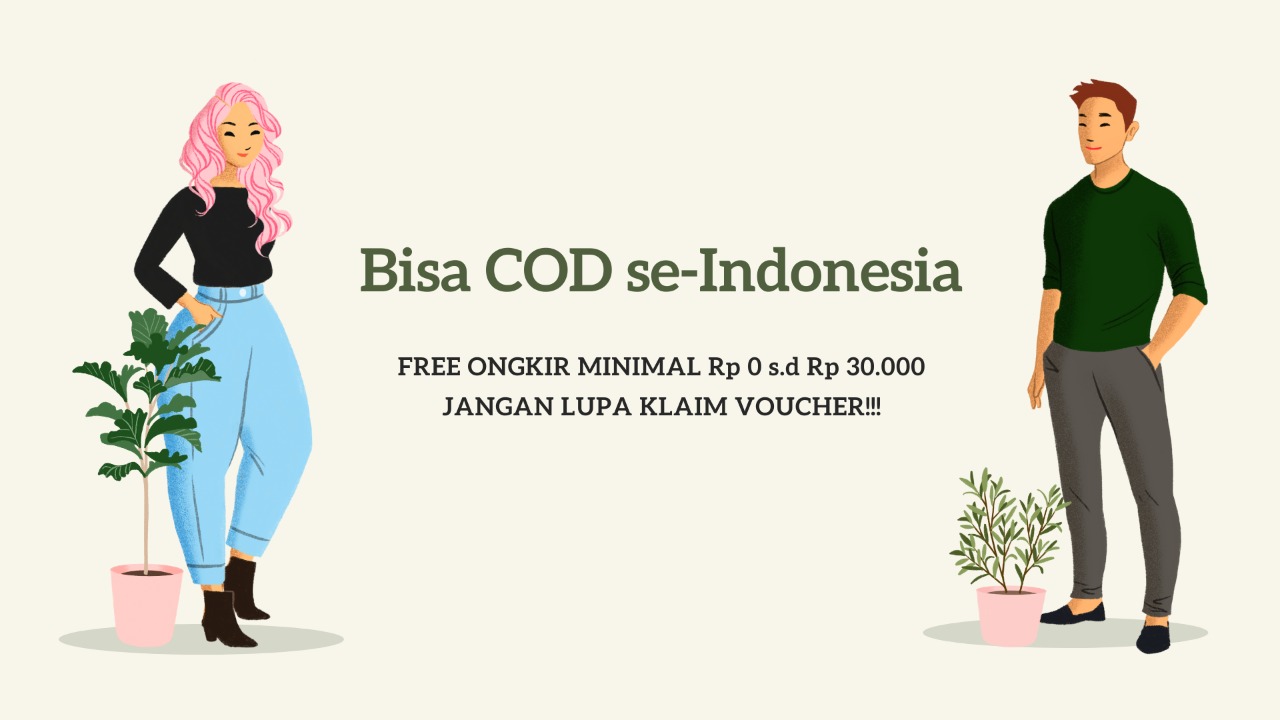 Bisa COD se-Indonesia
FREE ONGKIR MINIMAL Rp 0 s.d Rp 30.000
JANGAN LUPA KLAIM VOUCHER!!!